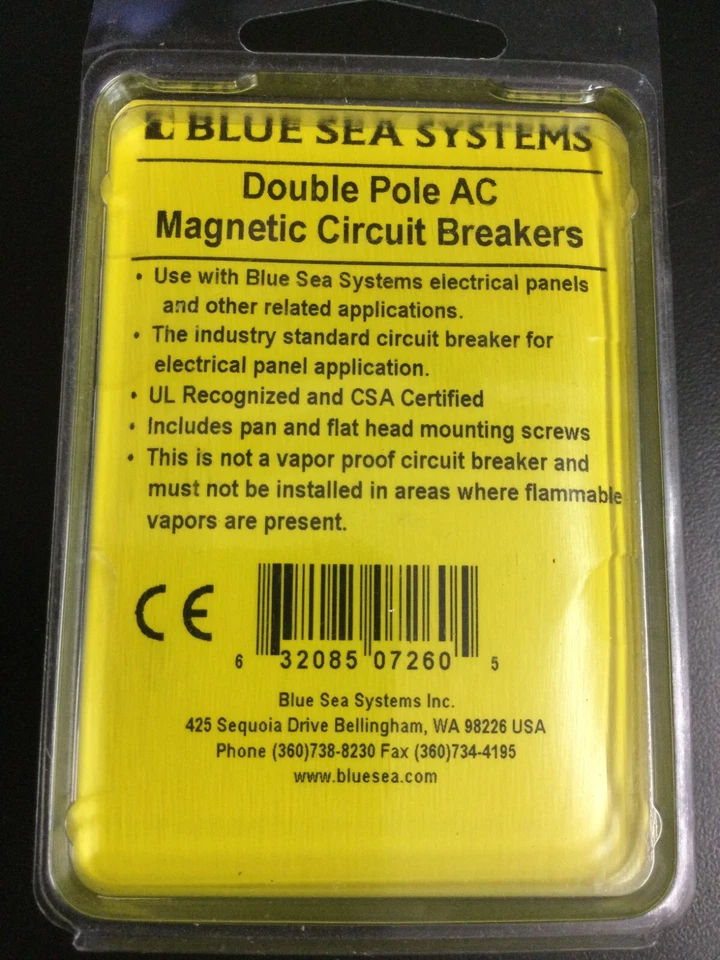 BLUE SEA SYSTEMS
Double Pole AC
Magnetic Circuit Breakers
• Use with Blue Sea Systems electrical panels
and other related applications.
• The industry standard circuit breaker for
electrical panel application.
• UL Recognized and CSA Certified
• Includes pan and flat head mounting screws
• This is not a vapor proof circuit breaker and
must not be installed in areas where flammable
vapors are present.
CE
6 32085 07260 5
Blue Sea Systems Inc.
425 Sequoia Drive Bellingham, WA 98226 USA
Phone (360)738-8230 Fax (360)734-4195
www.bluesea.com